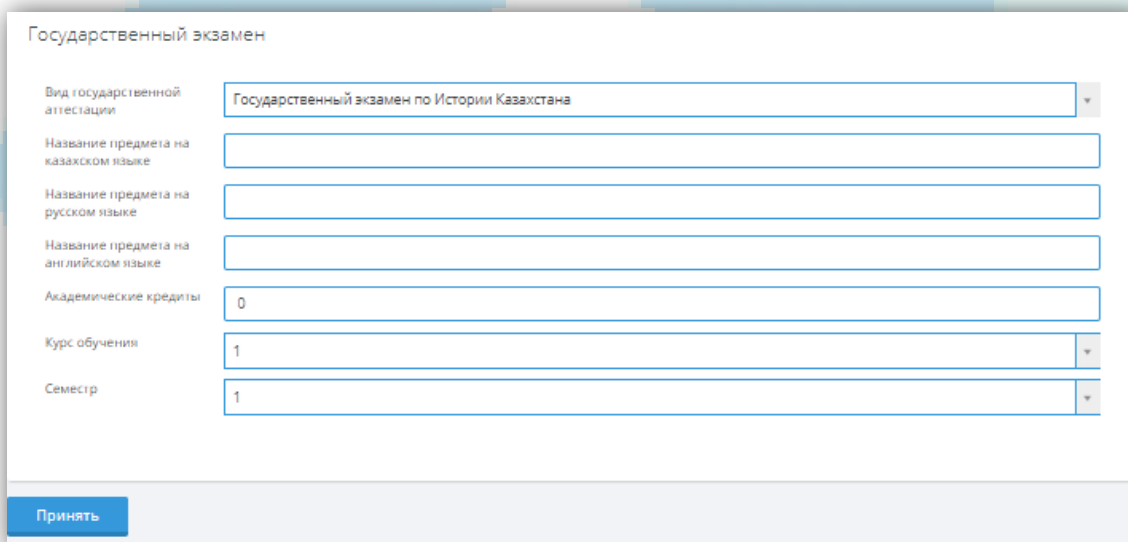 Государственный экзамен
Вид государственной
аттестации
Государственный экзамен по Истории Казахстана
Название предмета на
казахском языке
Название предмета на
русском языке
Название предмета на
английском языке
Академические кредиты
0
Курс обучения
1
Семестр
1
Принять